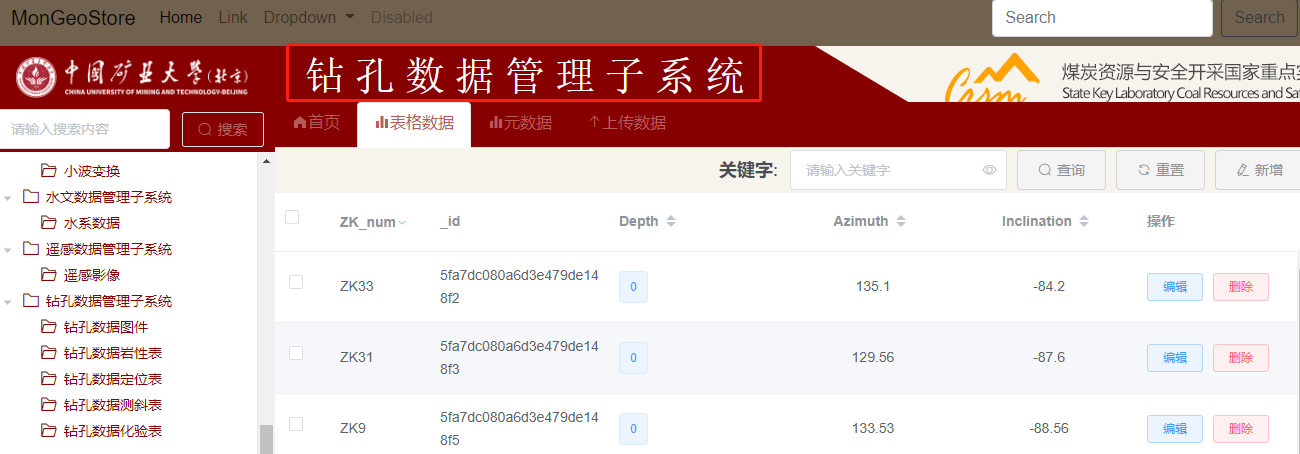 MonGeoStore Home Link Dropdown Disabled Search Search
中国矿业大学(北京)
CHINA UNIVERSITY OF MINING AND TECHNOLOGY-BEIJING
钻孔数据管理子系统
煤炭资源与安全开采国家重点实
State Key Laboratory Coal Resources and Saf
请输入搜索内容 搜索
首页 表格数据 元数据 上传数据
小波变换
水文数据管理子系统
水系数据
遥感数据管理子系统
遥感影像
钻孔数据管理子系统
钻孔数据图件
钻孔数据岩性表
钻孔数据定位表
钻孔数据测斜表
钻孔数据化验表
关键字: 请输入关键字 查询 重置 新增
ZK_num _id Depth Azimuth Inclination 操作
ZK33 5fa7dc080a6d3e479de14 0 135.1 -84.2 编辑 删除
8f2
ZK31 5fa7dc080a6d3e479de14 0 129.56 -87.6 编辑 删除
8f3
ZK9 5fa7dc080a6d3e479de14 0 133.53 -88.56 编辑 删除
8f5